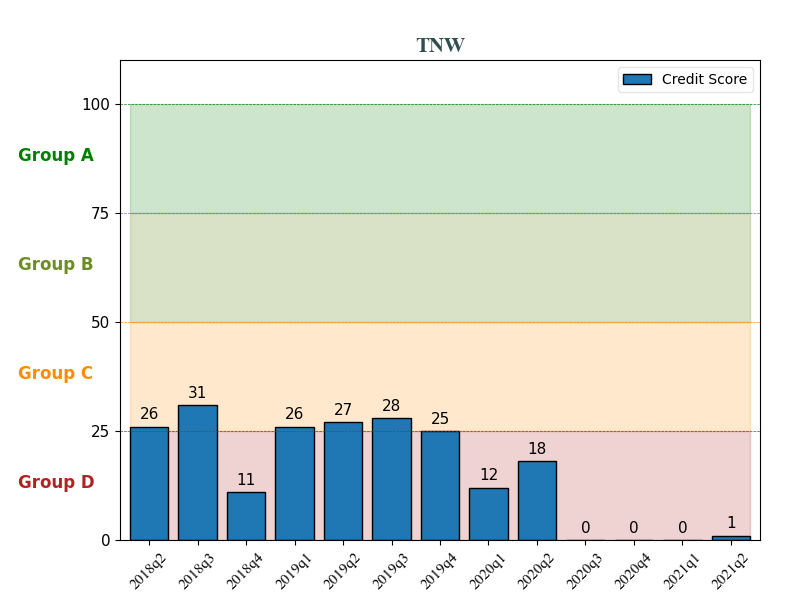 TNW
Credit Score
100
Group A
75
Group B
50
Group C
25
Group D
0
26
31
11
26
27
28
25
12
18
0
0
0
1
2018q2
2018q3
2018q4
2019q1
2019q2
2019q3
2019q4
2020q1
2020q2
2020q3
2020q4
2021q1
2021q2